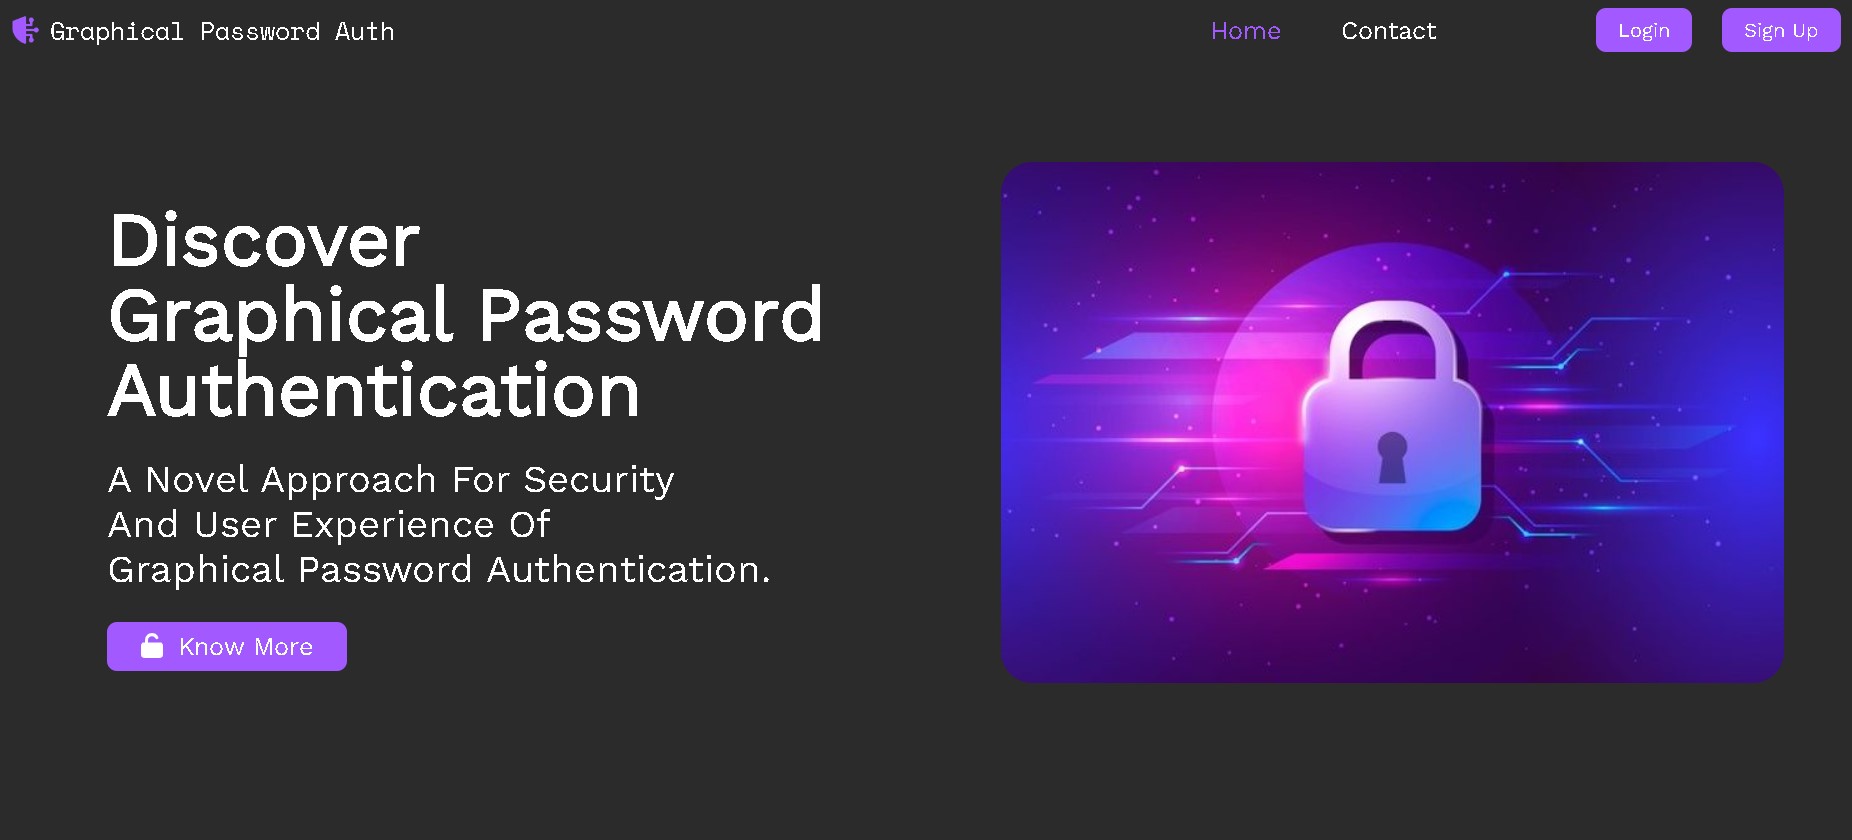 Graphical Password Auth
Home
Contact
Login
Sign Up
Discover
Graphical Password
Authentication
A Novel Approach For Security
And User Experience Of
Graphical Password Authentication.
Know More